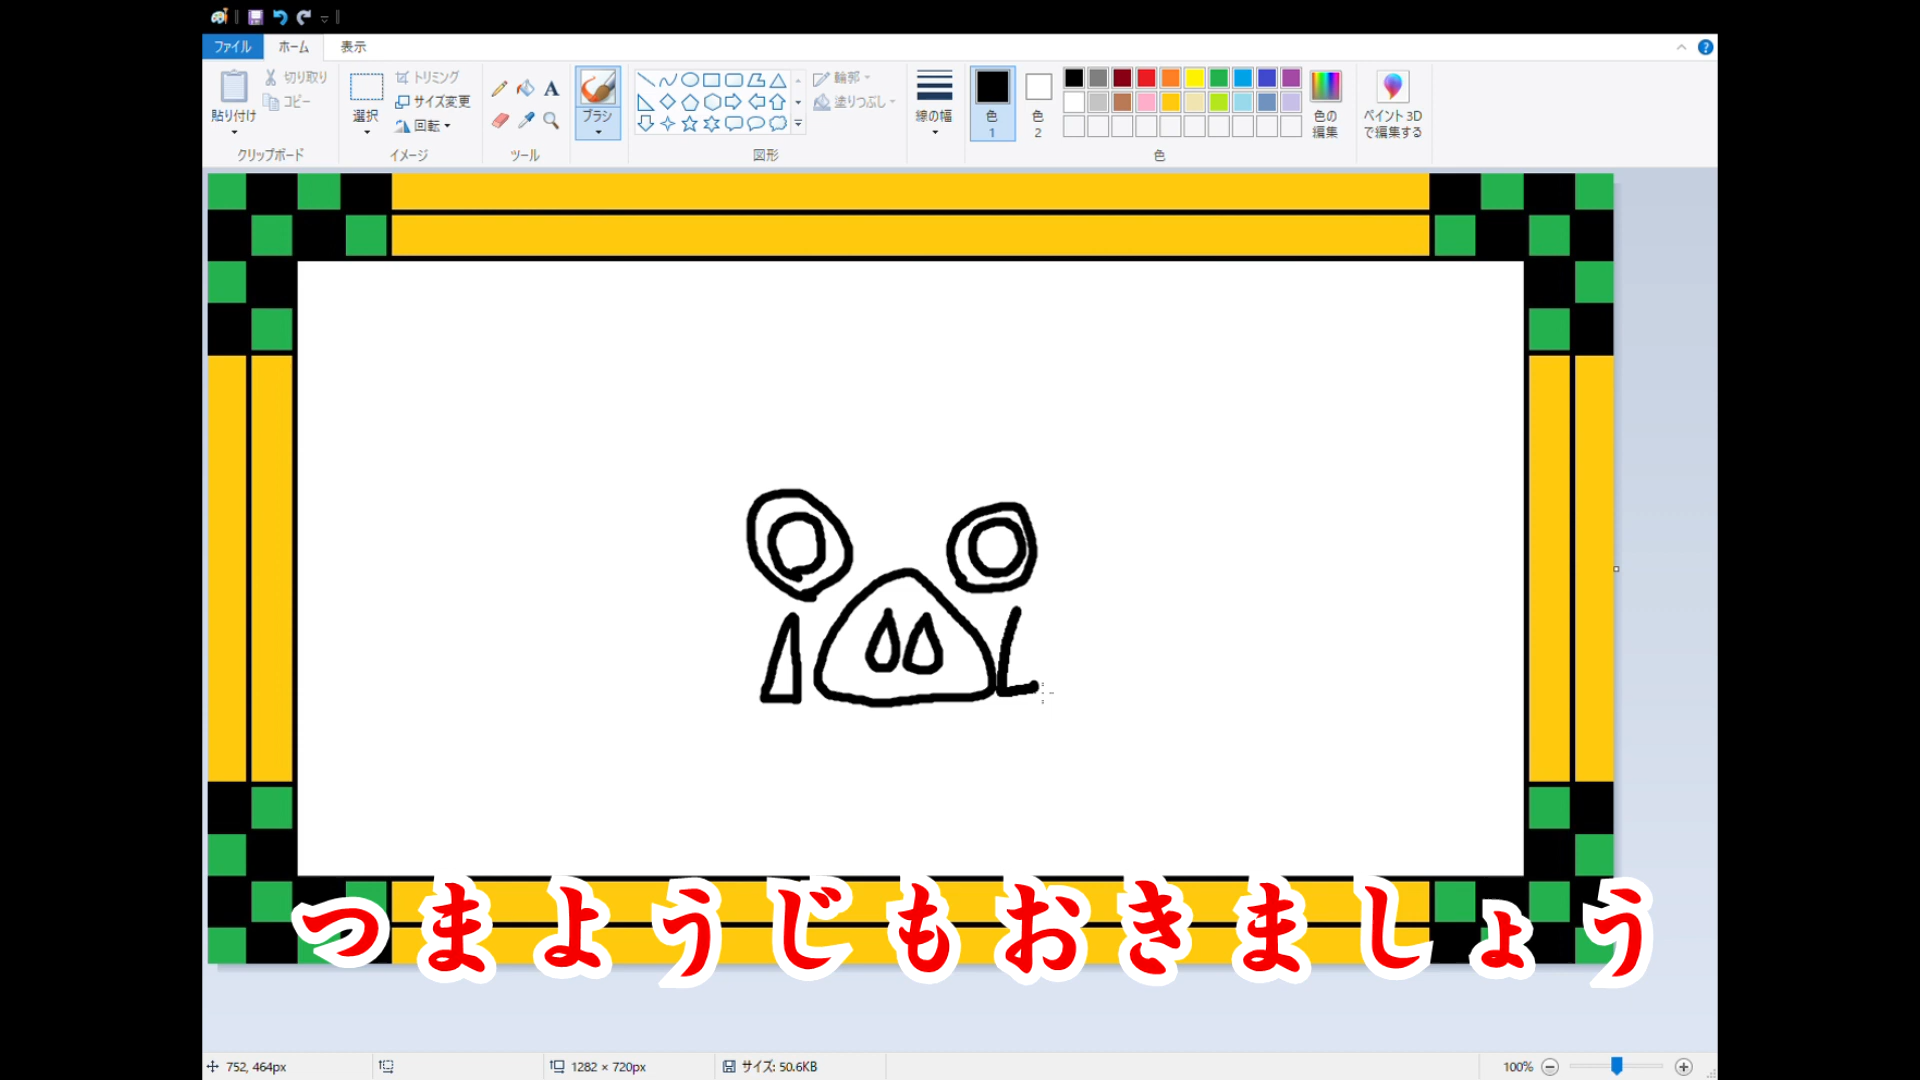 ファイル ホーム 表示
切り取り トリミング 輪郭
コピー サイズ変更 塗りつぶし
貼り付け 選択 回転 ブラシ 線の幅 色 1 色 2 色の編集 ペイント 3D で編集する
クリップボード イメージ ツール 図形 色
つまようじもおきましょう
752, 464px 1282 × 720px サイズ: 50.6KB 100%